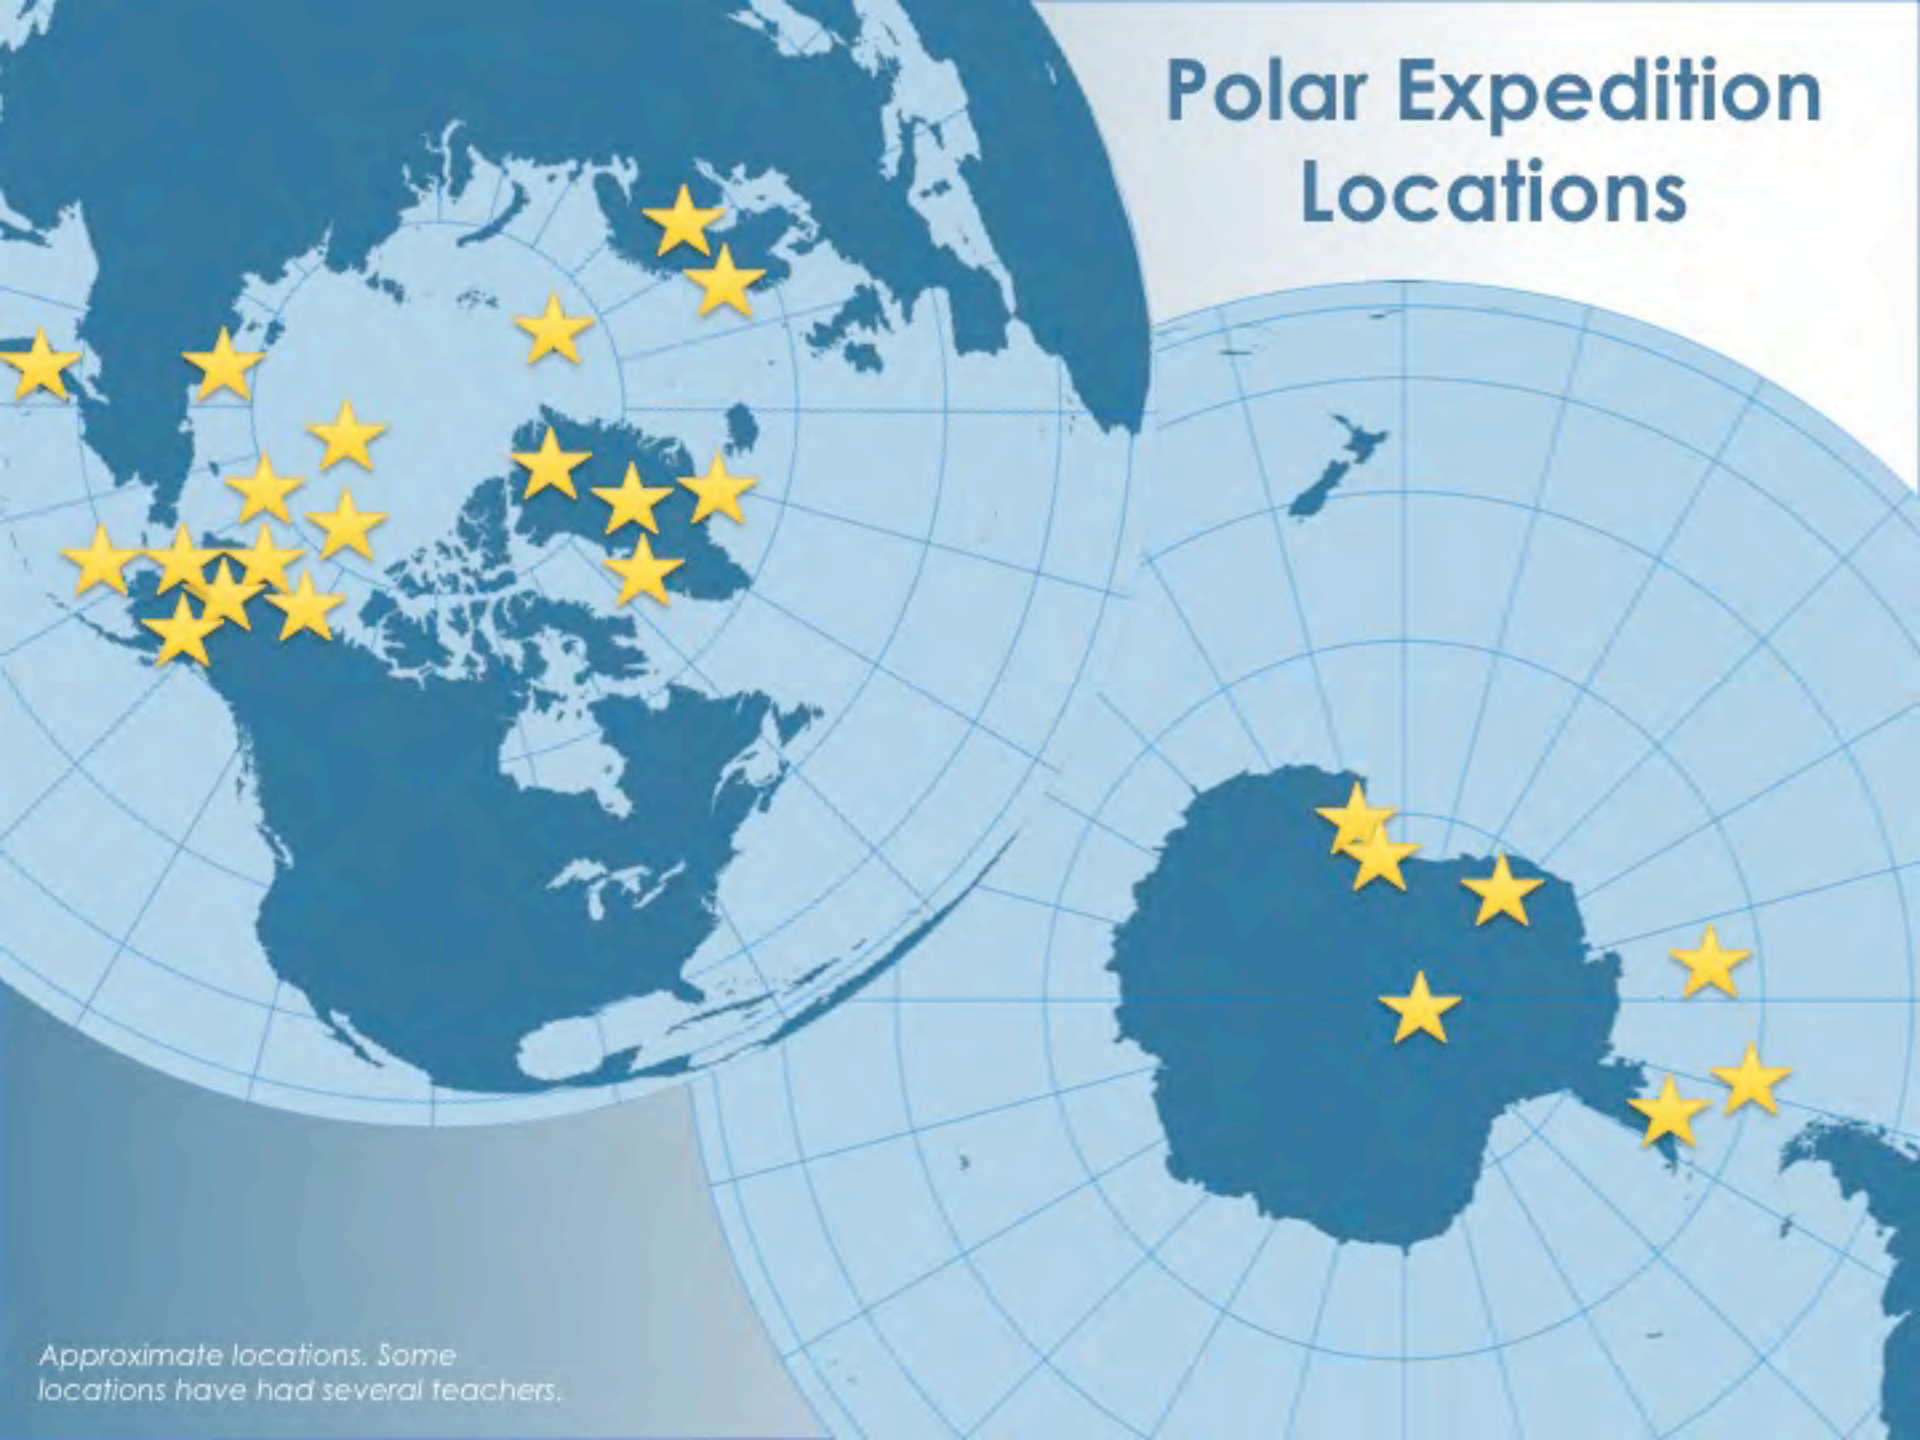 Polar Expedition
Locations
Approximate locations. Some
locations have had several teachers.